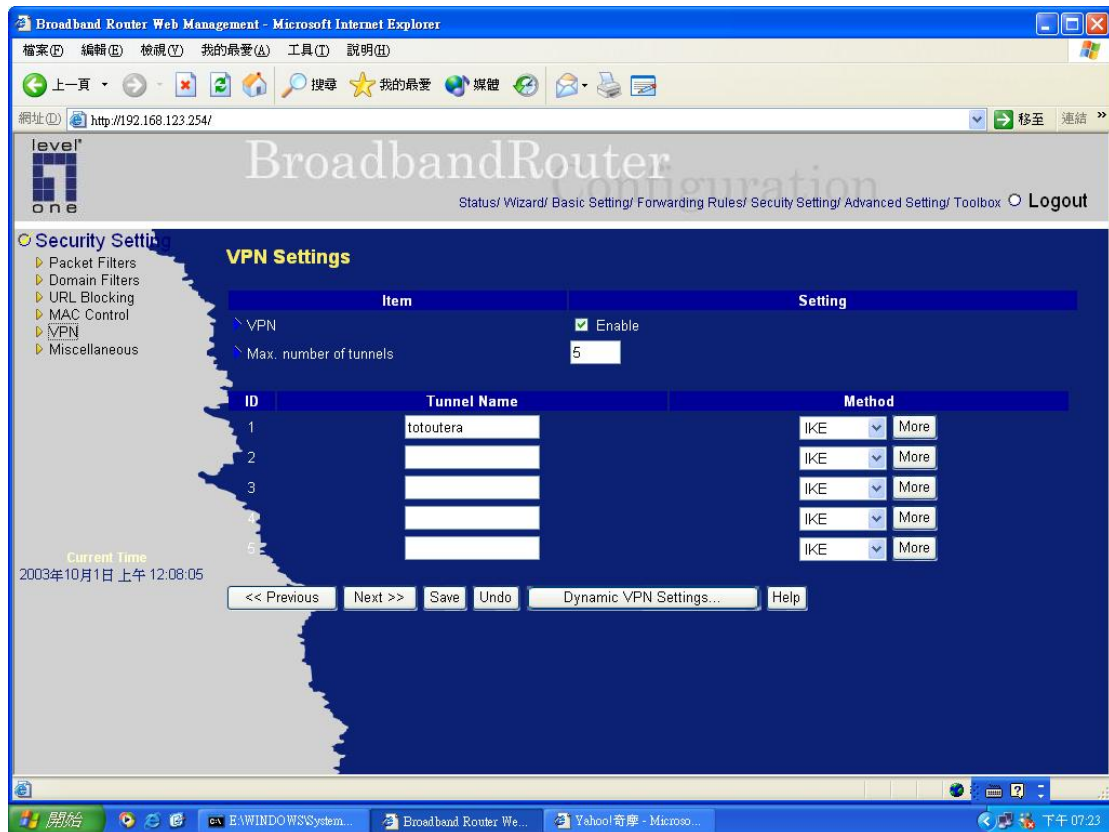 Broadband Router Web Management - Microsoft Internet Explorer
檔案(F) 編輯(E) 檢視(V) 我的最愛(A) 工具(T) 說明(H)
上一頁 搜尋 我的最愛 媒體
網址(D) http://192.168.123.254/ 移至 連結 »
level one
BroadbandRouter
Configuration
Status/ Wizard/ Basic Setting/ Forwarding Rules/ Secuity Setting/ Advanced Setting/ Toolbox Logout
Security Setting
Packet Filters
Domain Filters
URL Blocking
MAC Control
VPN
Miscellaneous
Current Time
2003年10月1日 上午 12:08:05
VPN Settings
Item Setting
VPN Enable
Max. number of tunnels 5
ID Tunnel Name Method
1 totoutera IKE More
2 IKE More
3 IKE More
4 IKE More
5 IKE More
<< Previous Next >> Save Undo Dynamic VPN Settings... Help
開始 E:\WINDOWS\System... Broadband Router We... Yahoo!奇摩 - Microso... 下午 07:23